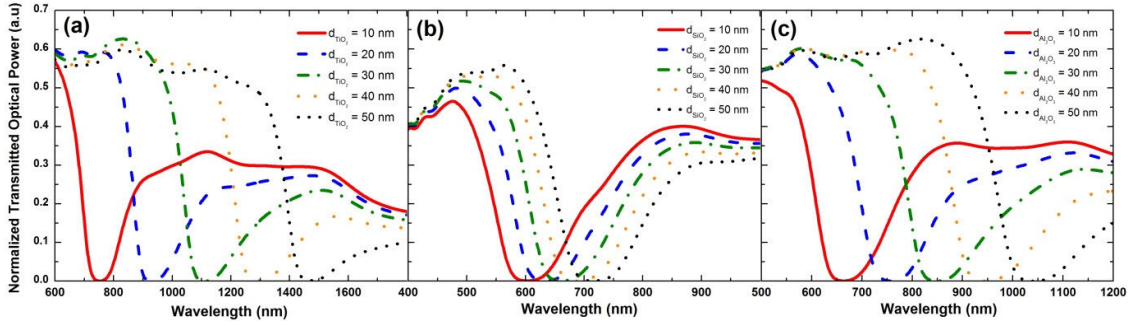 Normalized Transmitted Optical Power (a.u)
0.7
0.6
0.5
0.4
0.3
0.2
0.1
0.0
(a)
d_TiO2 = 10 nm
d_TiO2 = 20 nm
d_TiO2 = 30 nm
d_TiO2 = 40 nm
d_TiO2 = 50 nm
600 800 1000 1200 1400 1600
Wavelength (nm)
(b)
d_SiO2 = 10 nm
d_SiO2 = 20 nm
d_SiO2 = 30 nm
d_SiO2 = 40 nm
d_SiO2 = 50 nm
400 500 600 700 800 900
Wavelength (nm)
(c)
d_Al2O3 = 10 nm
d_Al2O3 = 20 nm
d_Al2O3 = 30 nm
d_Al2O3 = 40 nm
d_Al2O3 = 50 nm
500 600 700 800 900 1000 1100 1200
Wavelength (nm)